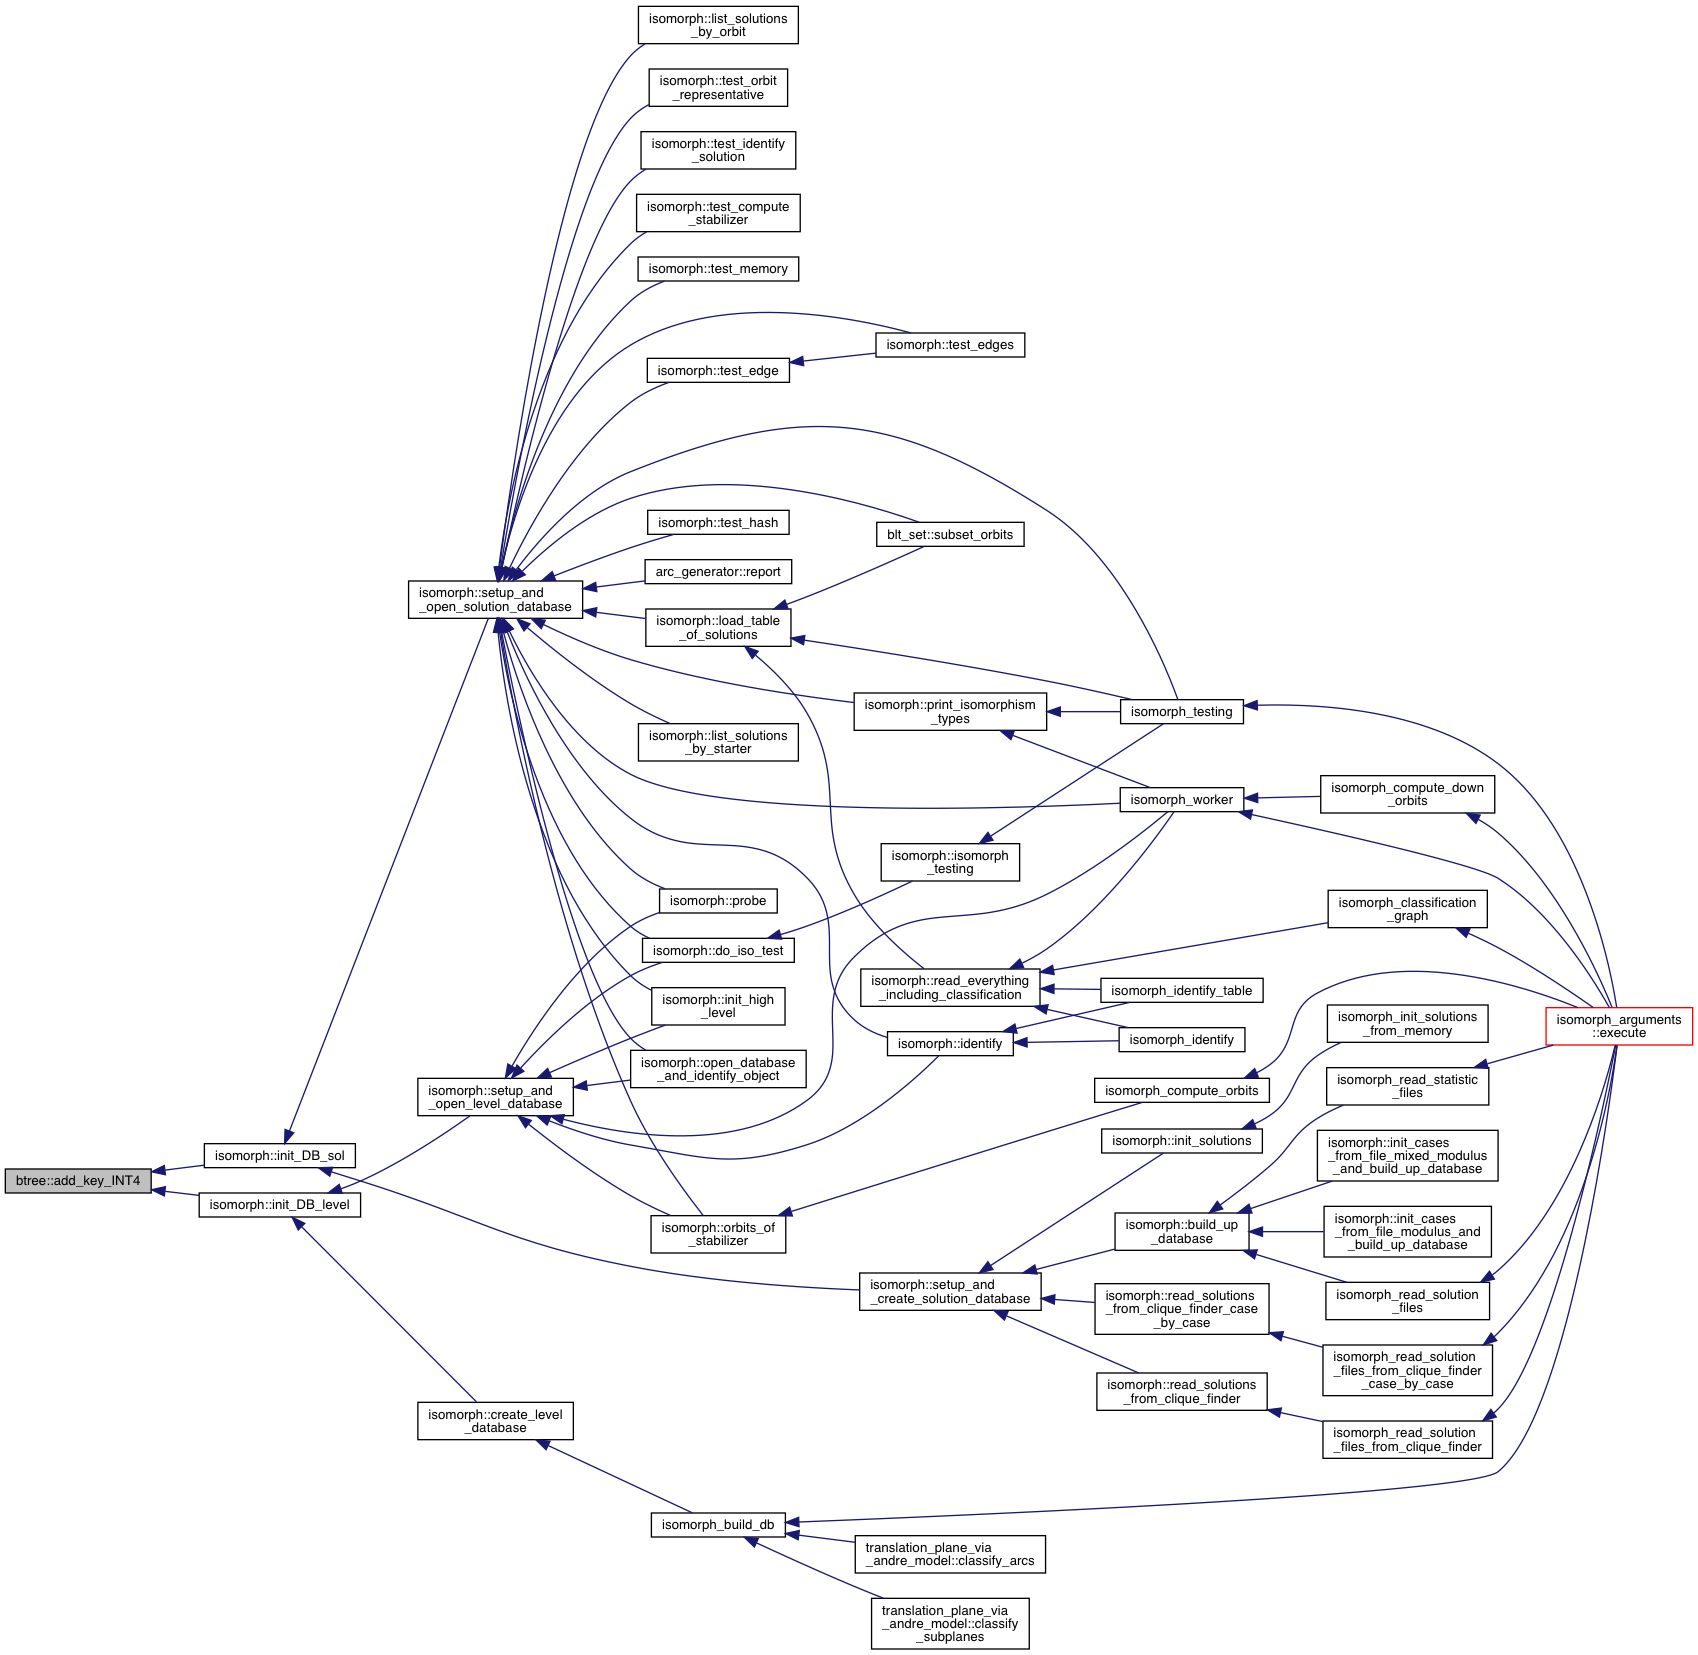 isomorph::list_solutions
_by_orbit
isomorph::test_orbit
_representative
isomorph::test_identify
_solution
isomorph::test_compute
_stabilizer
isomorph::test_memory
isomorph::test_edges
isomorph::test_edge
isomorph::test_hash
blt_set::subset_orbits
arc_generator::report
isomorph::setup_and
_open_solution_database
isomorph::load_table
_of_solutions
isomorph::print_isomorphism
_types
isomorph_testing
isomorph::list_solutions
_by_starter
isomorph_worker
isomorph_compute_down
_orbits
isomorph::isomorph
_testing
isomorph::probe
isomorph_classification
_graph
isomorph::do_iso_test
isomorph::read_everything
_including_classification
isomorph_identify_table
isomorph::init_high
_level
isomorph_init_solutions
_from_memory
isomorph_arguments
::execute
isomorph::identify
isomorph_identify
isomorph::open_database
_and_identify_object
isomorph::setup_and
_open_level_database
isomorph_compute_orbits
isomorph_read_statistic
_files
isomorph::init_solutions
isomorph::init_cases
_from_file_mixed_modulus
_and_build_up_database
isomorph::init_DB_sol
btree::add_key_INT4
isomorph::init_DB_level
isomorph::orbits_of
_stabilizer
isomorph::build_up
_database
isomorph::init_cases
_from_file_modulus_and
_build_up_database
isomorph::setup_and
_create_solution_database
isomorph_read_solution
_files
isomorph::read_solutions
_from_clique_finder_case
_by_case
isomorph_read_solution
_files_from_clique_finder
_case_by_case
isomorph::read_solutions
_from_clique_finder
isomorph::create_level
_database
isomorph_read_solution
_files_from_clique_finder
isomorph_build_db
translation_plane_via
_andre_model::classify_arcs
translation_plane_via
_andre_model::classify
_subplanes